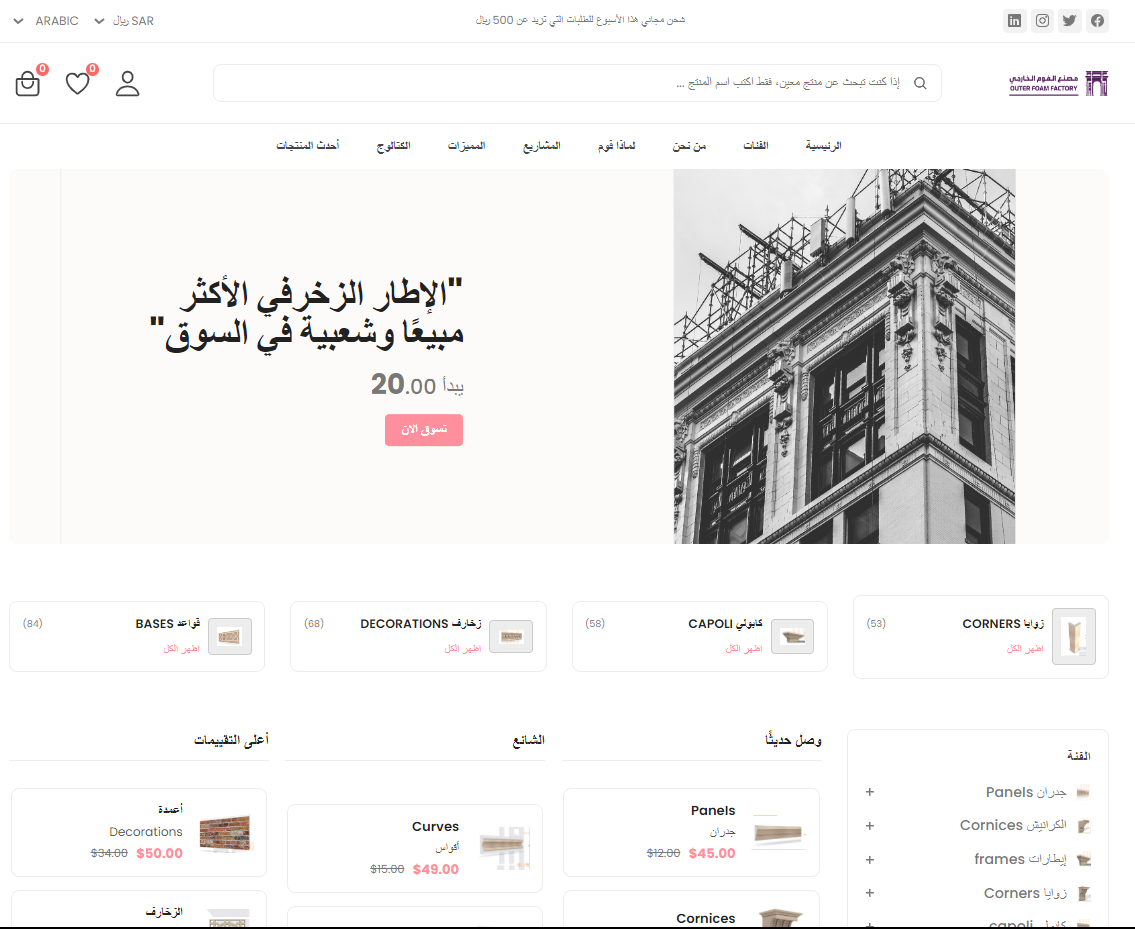 شحن مجاني هذا الأسبوع للطلبات التي تزيد عن 500 ريال
SAR ريال
ARABIC
مصنع الفوم الخارجي
OUTER FOAM FACTORY
إذا كنت تبحث عن منتج معين، فقط اكتب اسم المنتج ...
0
0
الرئيسية
الفئات
من نحن
لماذا فوم
المشاريع
المميزات
الكتالوج
أحدث المنتجات
"الإطار الزخرفي الأكثر
مبيعًا وشعبية في السوق"
يبدأ 20.00
تسوق الان
زوايا CORNERS
(53)
اظهر الكل
كابولي CAPOLI
(58)
اظهر الكل
زخارف DECORATIONS
(68)
اظهر الكل
قواعد BASES
(84)
اظهر الكل
الفئة
جدران Panels +
الكرانيش Cornices +
إيطارات frames +
زوايا Corners +
كابولي capoli +
وصل حديثًا
Panels
جدران
$45.00 $12.00
Cornices
الشائع
Curves
أقواس
$49.00 $15.00
أعلى التقييمات
أعمدة
Decorations
$50.00 $34.00
الزخارف